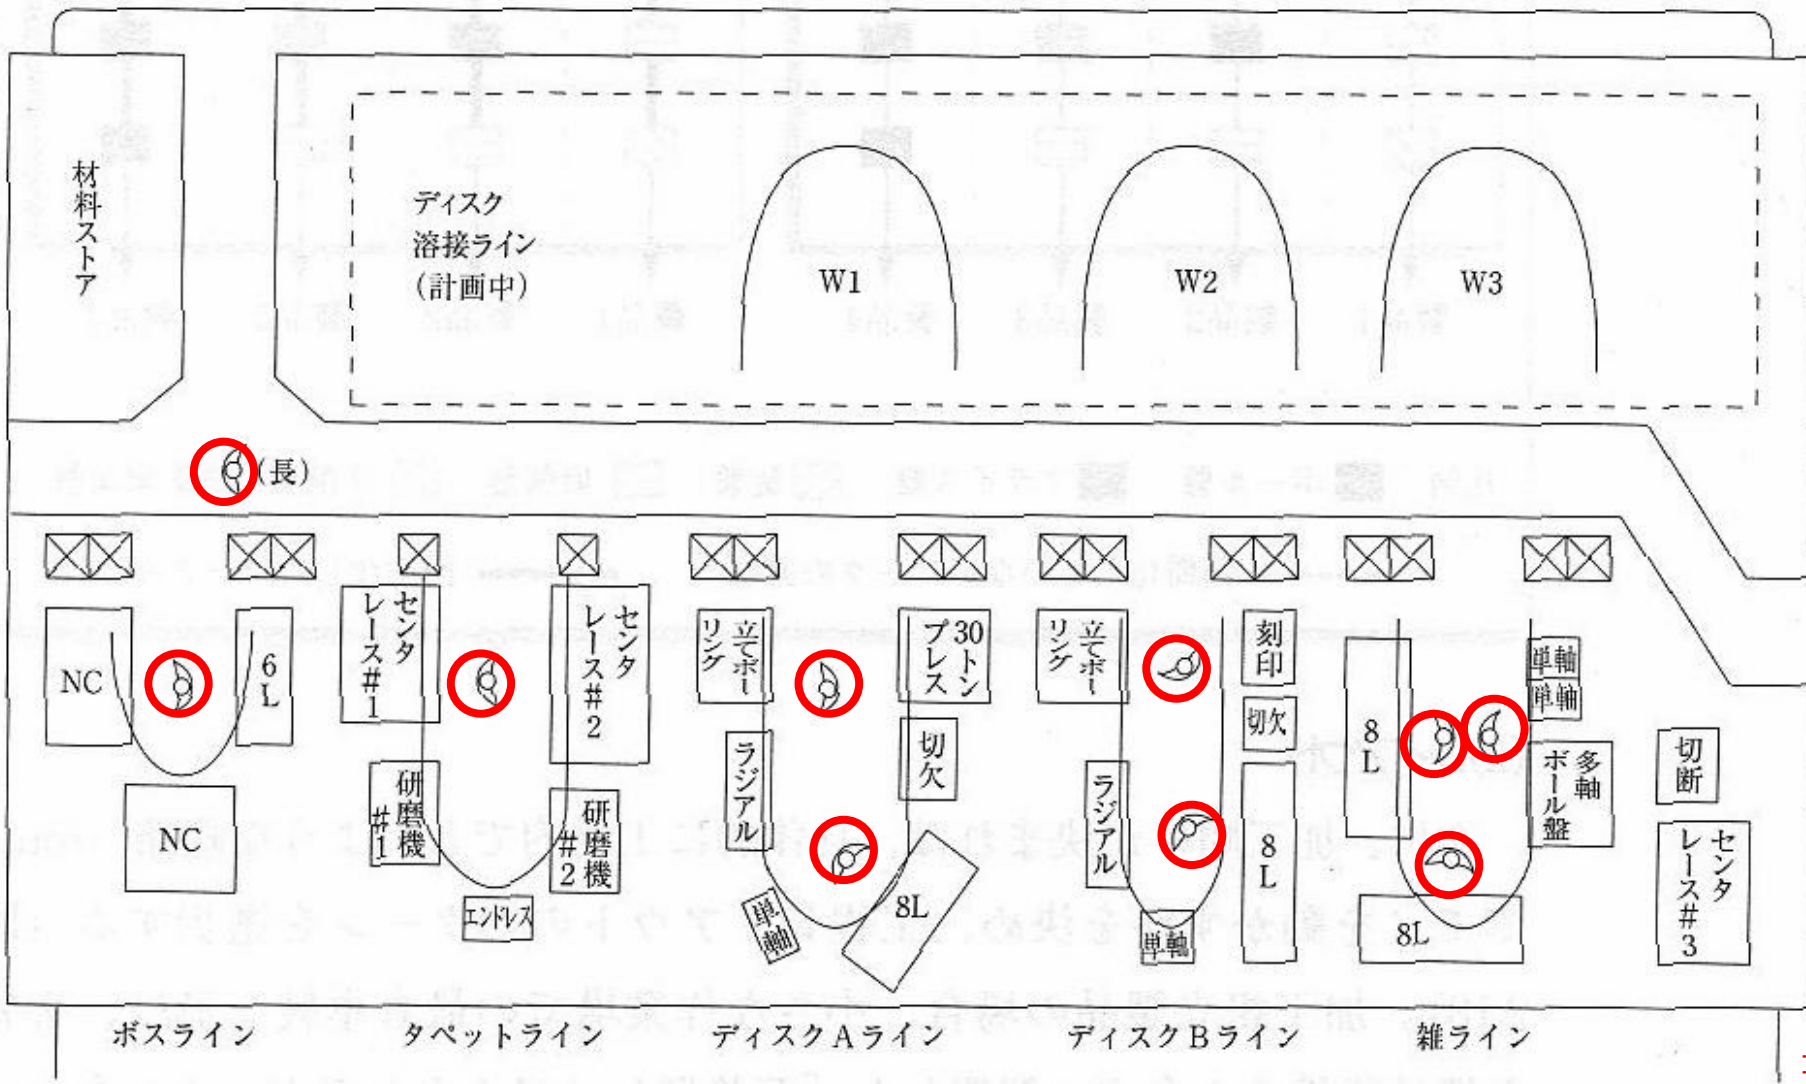 材料ストア
ディスク
溶接ライン
(計画中)
W1
W2
W3
(長)
NC
6L
NC
センタ
レース#1
センタ
レース#2
研磨機
#1
研磨機
#2
エンドレス
立てボー
リング
30トン
プレス
ラジアル
切欠
単軸
8L
立てボー
リング
刻印
切欠
ラジアル
8L
単軸
8L
単軸
単軸
多軸
ボール盤
8L
切断
センタ
レース#3
ボスライン
タペットライン
ディスクAライン
ディスクBライン
雑ライン